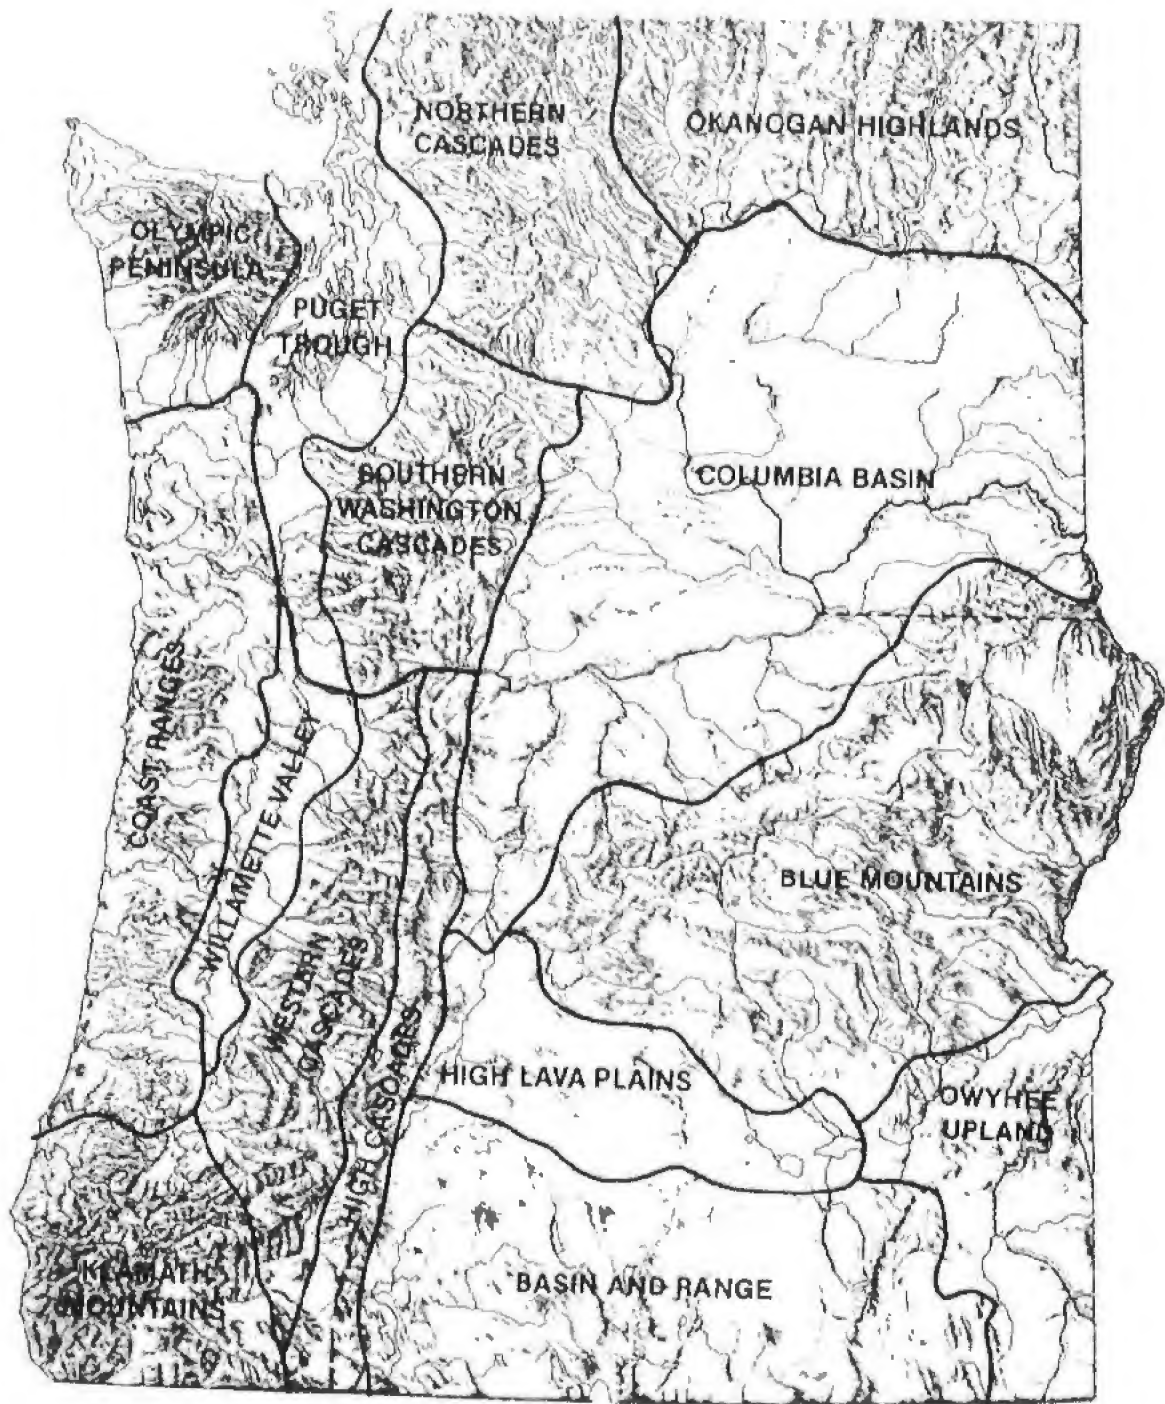 NORTHERN
CASCADES
OKANOGAN HIGHLANDS
OLYMPIC
PENINSULA
PUGET
TROUGH
SOUTHERN
WASHINGTON
CASCADES
COLUMBIA BASIN
COAST RANGES
WILLAMETTE VALLEY
WESTERN
CASCADES
HIGH CASCADES
BLUE MOUNTAINS
HIGH LAVA PLAINS
OWYHEE
UPLAND
KLAMATH
MOUNTAINS
BASIN AND RANGE